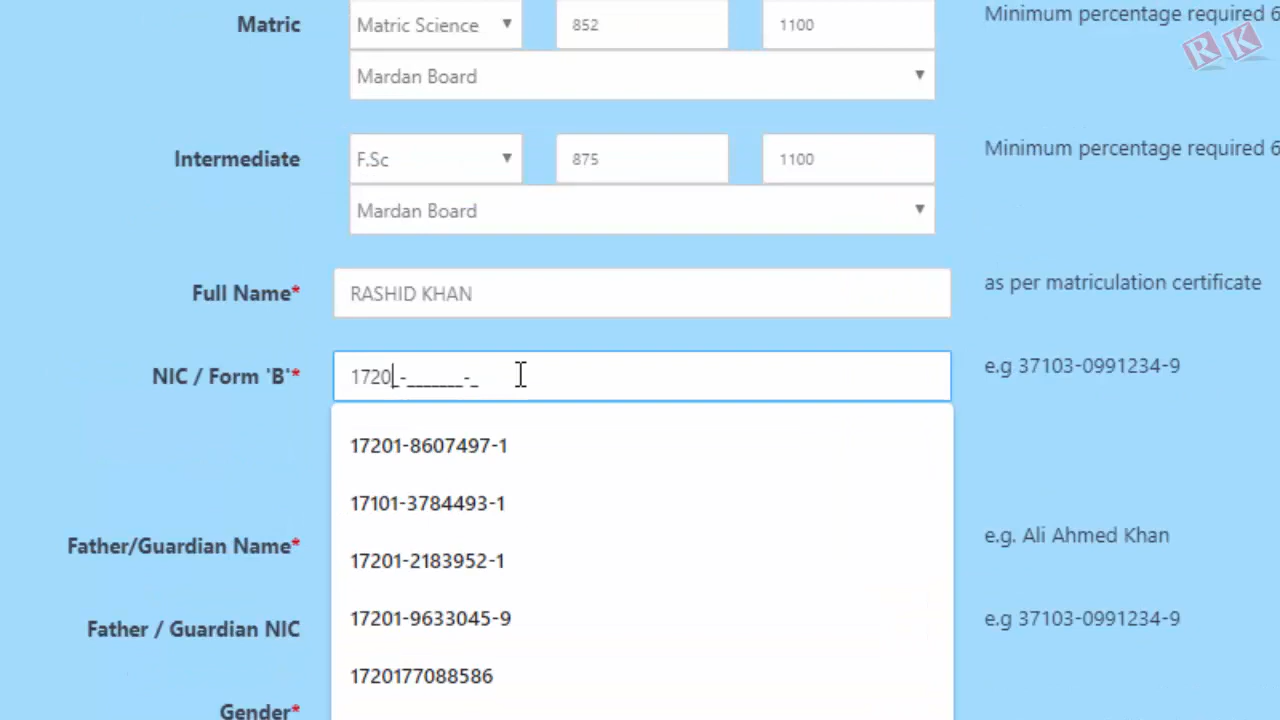 Matric Matric Science 852 1100 Minimum percentage required 6
Mardan Board
Intermediate F.Sc 875 1100 Minimum percentage required 6
Mardan Board
Full Name* RASHID KHAN as per matriculation certificate
NIC / Form 'B'* 1720_-_______-_ e.g 37103-0991234-9
17201-8607497-1
17101-3784493-1
Father/Guardian Name* 17201-2183952-1 e.g. Ali Ahmed Khan
Father / Guardian NIC 17201-9633045-9 e.g 37103-0991234-9
1720177088586
Gender*
RK